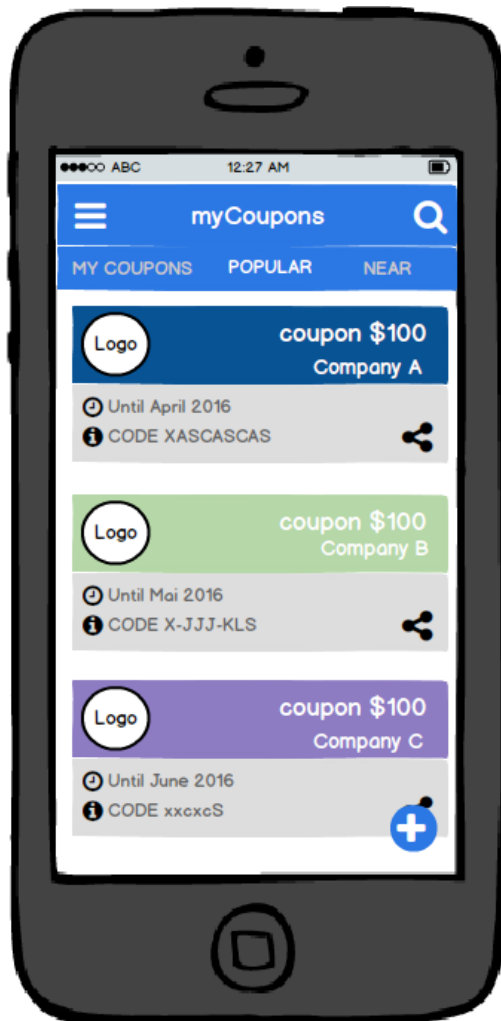 ABC 12:27 AM
myCoupons
MY COUPONS POPULAR NEAR
Logo coupon $100
Company A
Until April 2016
CODE XASCASCAS
Logo coupon $100
Company B
Until Mai 2016
CODE X-JJJ-KLS
Logo coupon $100
Company C
Until June 2016
CODE xxcxcS